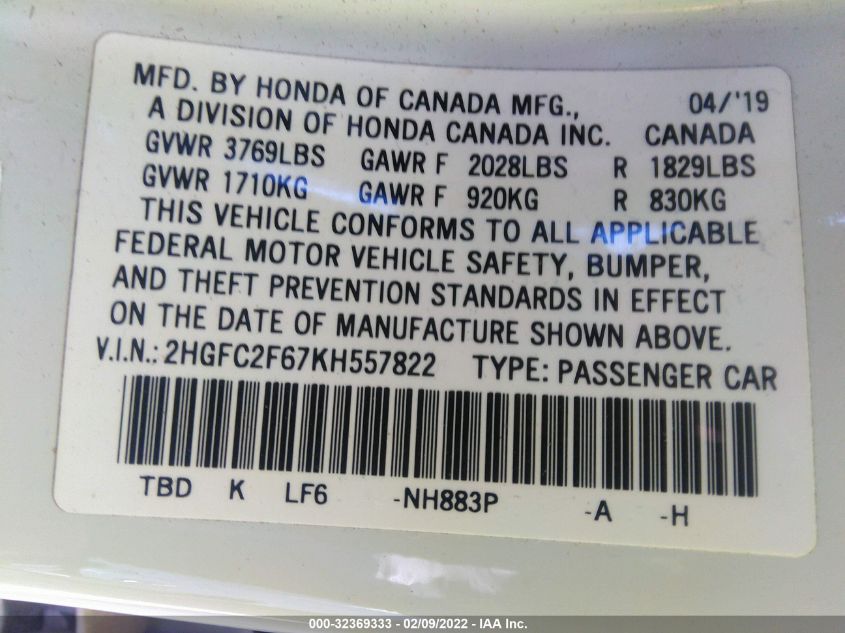 MFD. BY HONDA OF CANADA MFG., 04/'19
A DIVISION OF HONDA CANADA INC. CANADA
GVWR 3769LBS GAWR F 2028LBS R 1829LBS
GVWR 1710KG GAWR F 920KG R 830KG
THIS VEHICLE CONFORMS TO ALL APPLICABLE
FEDERAL MOTOR VEHICLE SAFETY, BUMPER,
AND THEFT PREVENTION STANDARDS IN EFFECT
ON THE DATE OF MANUFACTURE SHOWN ABOVE.
V.I.N.: 2HGFC2F67KH557822 TYPE: PASSENGER CAR
TBD K LF6 -NH883P -A -H
000-32369333 - 02/09/2022 - IAA Inc.